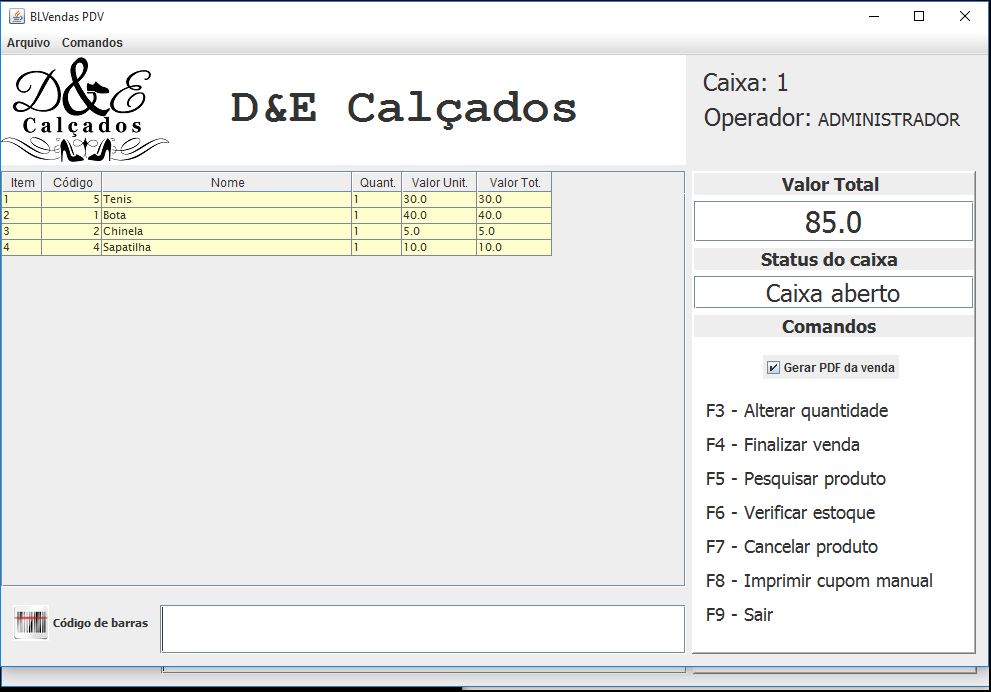 BLVendas PDV
Arquivo Comandos
D&E
Calçados
D&E Calçados
Caixa: 1
Operador: ADMINISTRADOR
Item Código Nome Quant. Valor Unit. Valor Tot.
1 5 Tenis 1 30.0 30.0
2 1 Bota 1 40.0 40.0
3 2 Chinela 1 5.0 5.0
4 4 Sapatilha 1 10.0 10.0
Valor Total
85.0
Status do caixa
Caixa aberto
Comandos
Gerar PDF da venda
F3 - Alterar quantidade
F4 - Finalizar venda
F5 - Pesquisar produto
F6 - Verificar estoque
F7 - Cancelar produto
F8 - Imprimir cupom manual
F9 - Sair
Código de barras